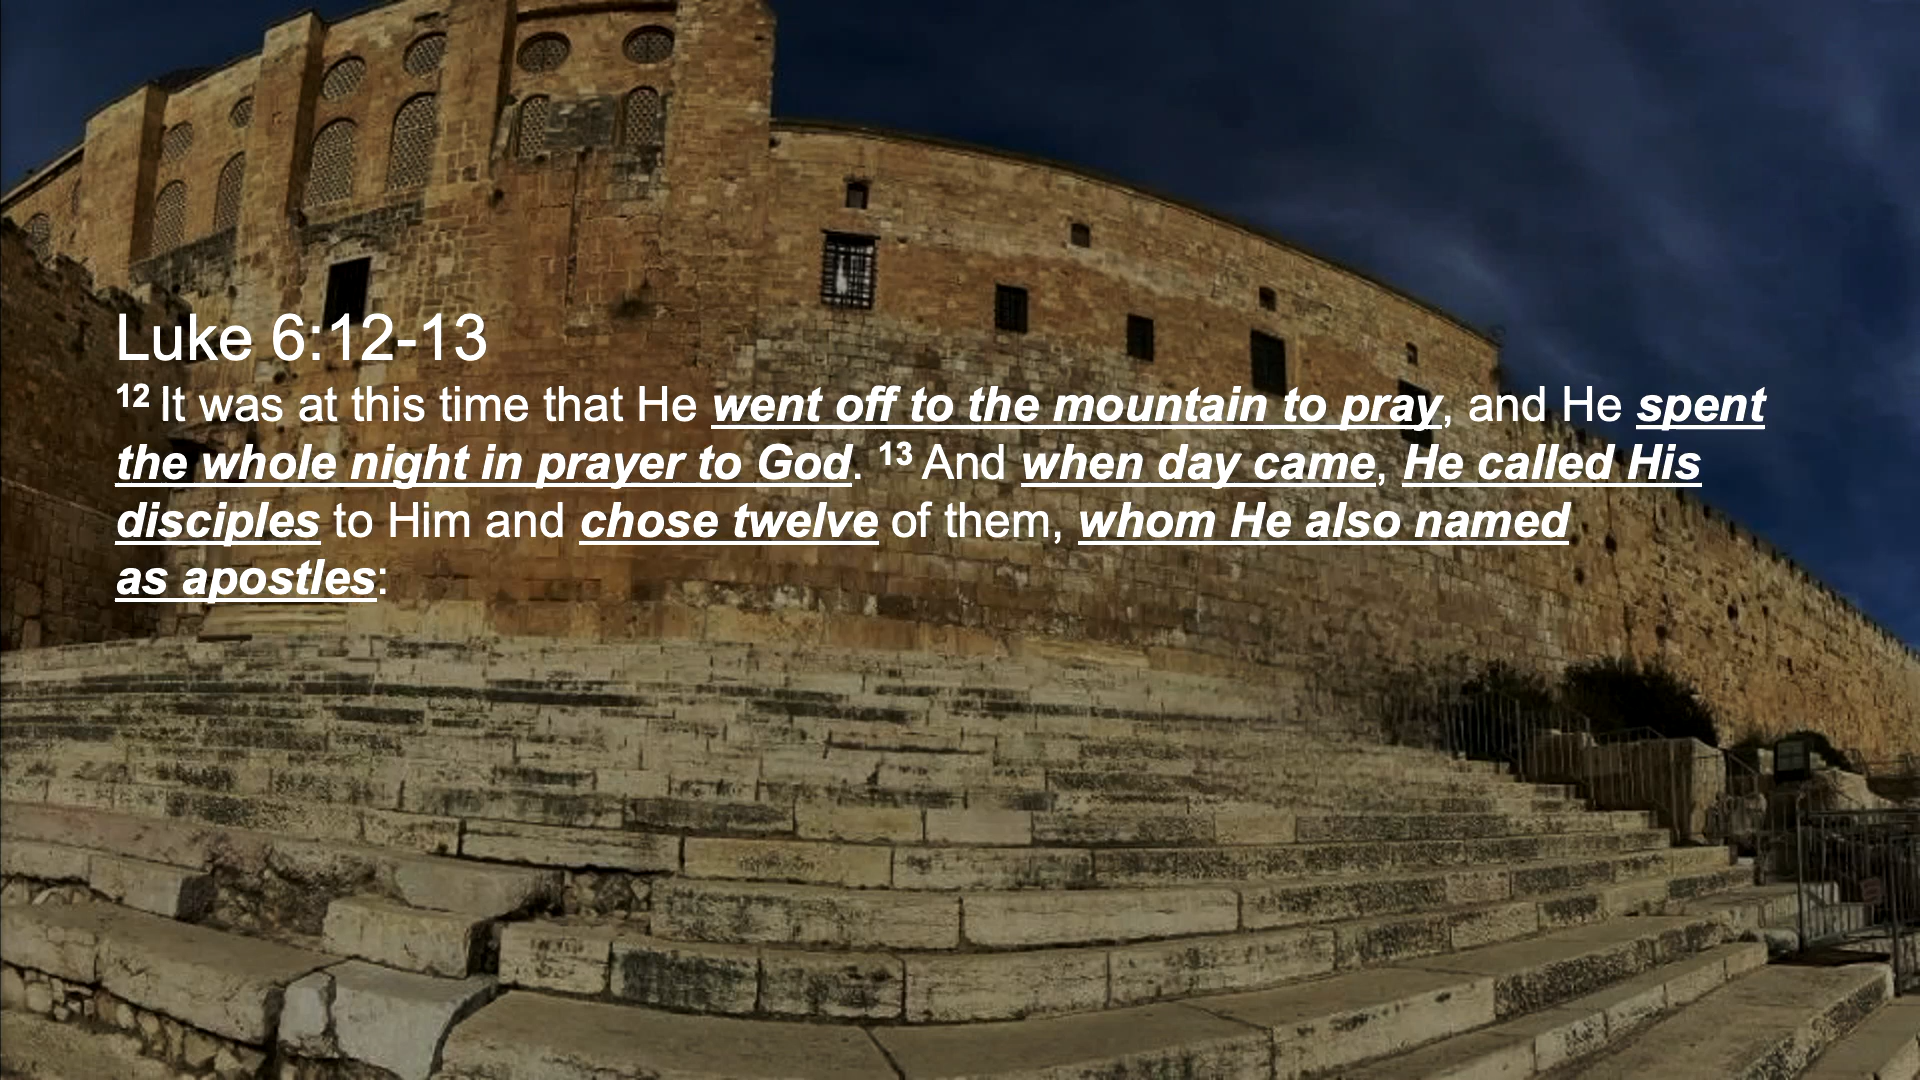 Luke 6:12-13
12 It was at this time that He went off to the mountain to pray, and He spent
the whole night in prayer to God. 13 And when day came, He called His
disciples to Him and chose twelve of them, whom He also named
as apostles: